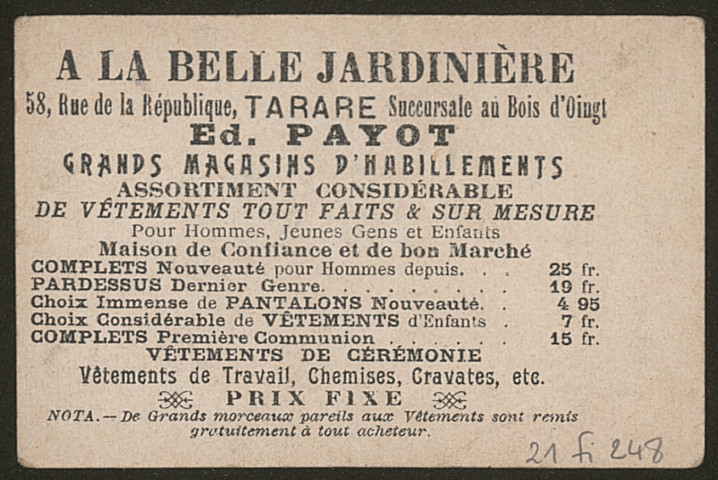 A LA BELLE JARDINIÈRE
58, Rue de la République, TARARE Succursale au Bois d'Oingt
Ed. PAYOT
GRANDS MAGASINS D'HABILLEMENTS
ASSORTIMENT CONSIDÉRABLE
DE VÊTEMENTS TOUT FAITS & SUR MESURE
Pour Hommes, Jeunes Gens et Enfants
Maison de Confiance et de bon Marché
COMPLETS Nouveauté pour Hommes depuis. . . 25 fr.
PARDESSUS Dernier Genre. . . . . . . . . 19 fr.
Choix Immense de PANTALONS Nouveauté. . 4 95
Choix Considérable de VÊTEMENTS d'Enfants . 7 fr.
COMPLETS Première Communion . . . . . . 15 fr.
VÊTEMENTS DE CÉRÉMONIE
Vêtements de Travail, Chemises, Cravates, etc.
PRIX FIXE
NOTA. — De Grands morceaux pareils aux Vêtements sont remis
gratuitement à tout acheteur.
21 fi 248